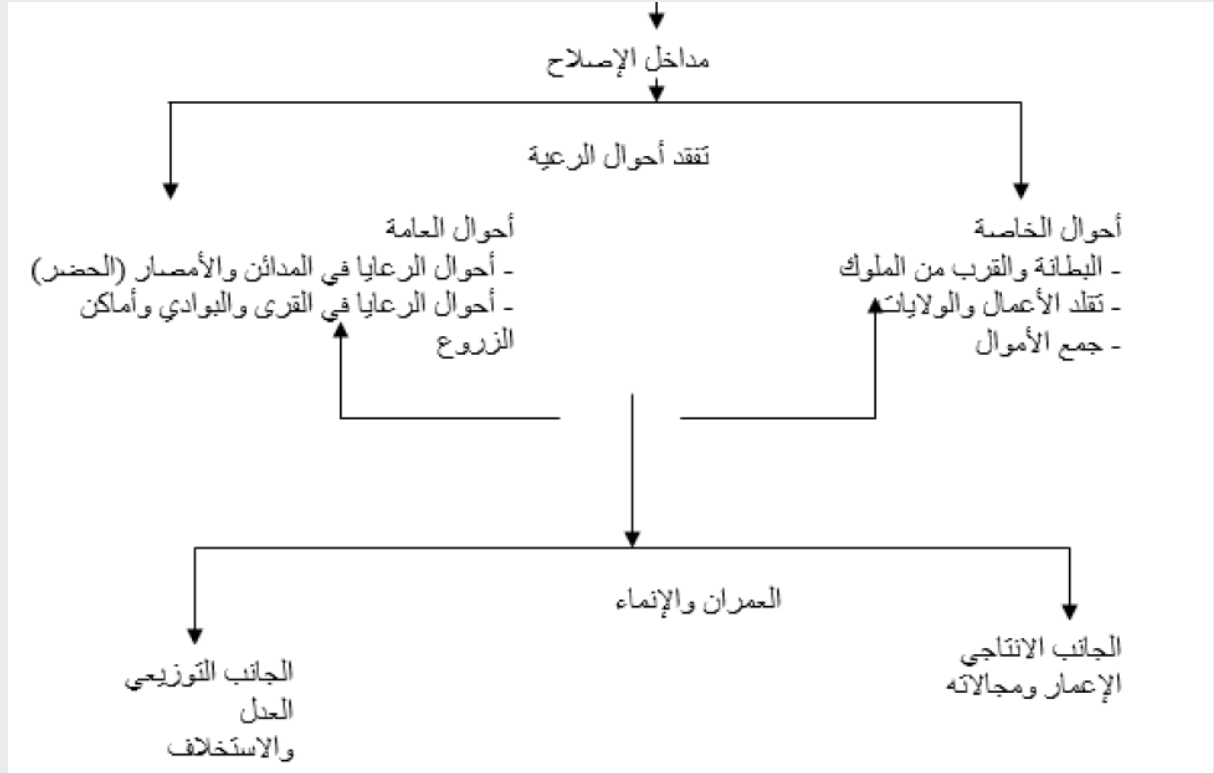 مداخل الإصلاح
تفقد أحوال الرعية
أحوال الخاصة
- البطانة والقرب من الملوك
- تقلد الأعمال والولايات
- جمع الأموال
أحوال العامة
- أحوال الرعايا في المدائن والأمصار (الحضر)
- أحوال الرعايا في القرى والبوادي وأماكن
الزروع
العمران والإنماء
الجانب الانتاجي
الإعمار ومجالاته
الجانب التوزيعي
العدل
والاستخلاف